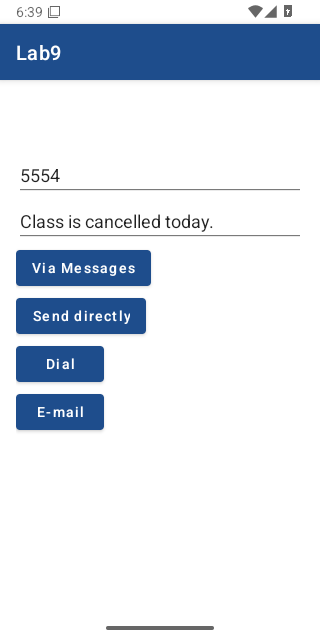 6:39
Lab9
5554
Class is cancelled today.
Via Messages
Send directly
Dial
E-mail